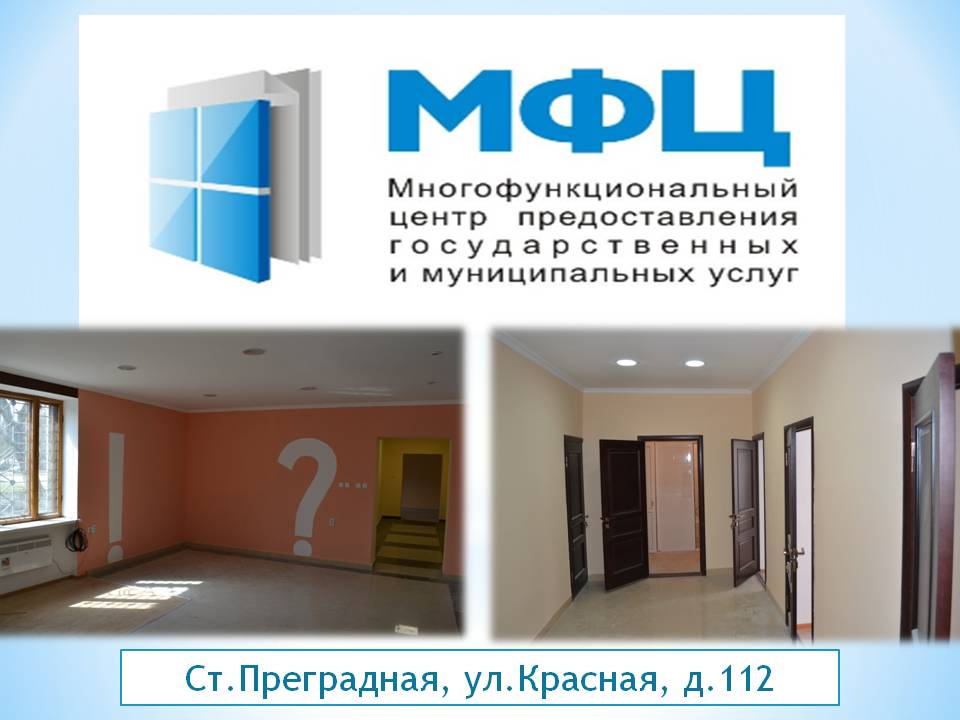 МФЦ
Многофункциональный
центр предоставления
государственных
и муниципальных услуг
! ?
Ст.Преградная, ул.Красная, д.112